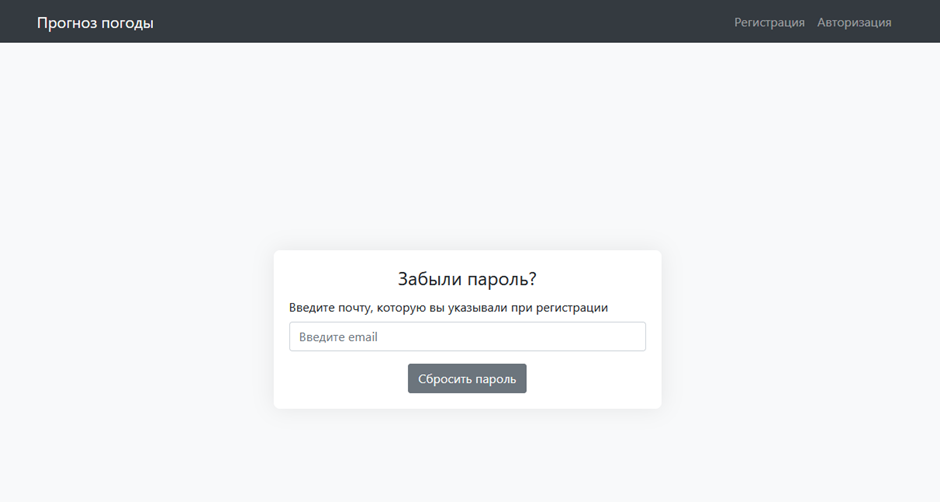 Прогноз погоды
Регистрация Авторизация
Забыли пароль?
Введите почту, которую вы указывали при регистрации
Введите email
Сбросить пароль